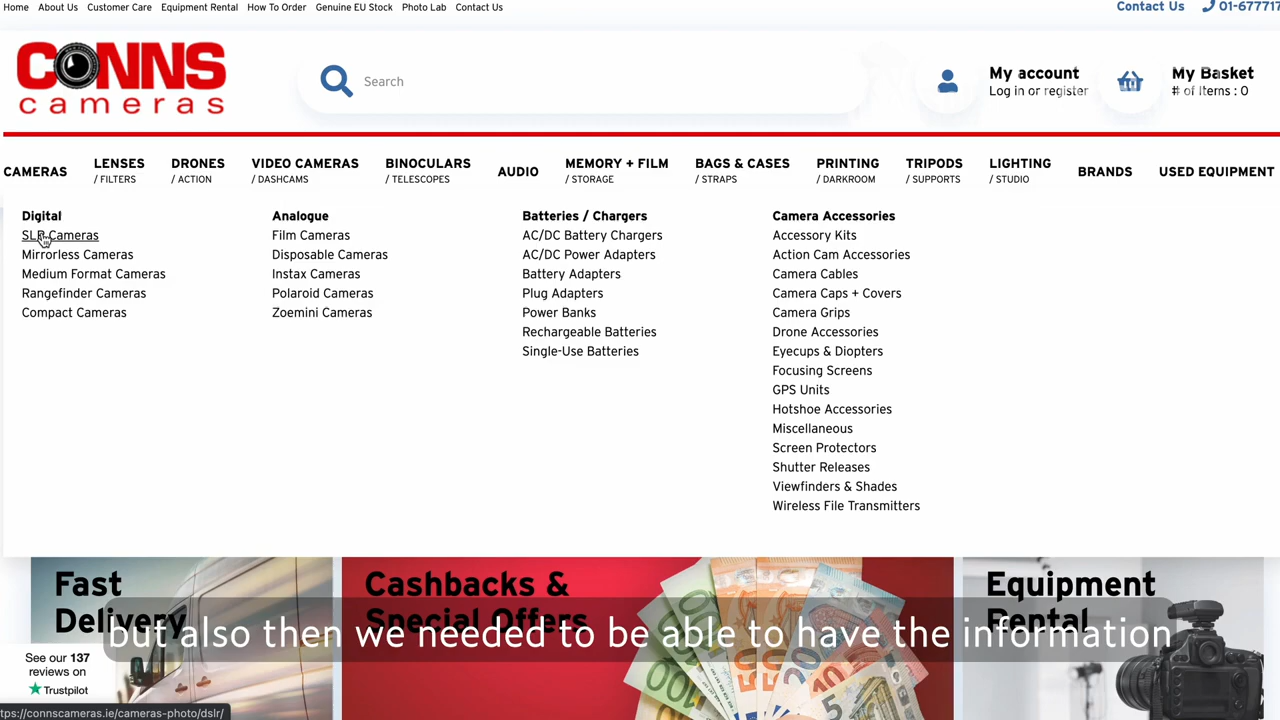 Home About Us Customer Care Equipment Rental How To Order Genuine EU Stock Photo Lab Contact Us
Contact Us 01-677717
CONNS
cameras
Search
My account
Log in or register
My Basket
# of Items : 0
CAMERAS
LENSES
/ FILTERS
DRONES
/ ACTION
VIDEO CAMERAS
/ DASHCAMS
BINOCULARS
/ TELESCOPES
AUDIO
MEMORY + FILM
/ STORAGE
BAGS & CASES
/ STRAPS
PRINTING
/ DARKROOM
TRIPODS
/ SUPPORTS
LIGHTING
/ STUDIO
BRANDS
USED EQUIPMENT
Digital
SLR Cameras
Mirrorless Cameras
Medium Format Cameras
Rangefinder Cameras
Compact Cameras
Analogue
Film Cameras
Disposable Cameras
Instax Cameras
Polaroid Cameras
Zoemini Cameras
Batteries / Chargers
AC/DC Battery Chargers
AC/DC Power Adapters
Battery Adapters
Plug Adapters
Power Banks
Rechargeable Batteries
Single-Use Batteries
Camera Accessories
Accessory Kits
Action Cam Accessories
Camera Cables
Camera Caps + Covers
Camera Grips
Drone Accessories
Eyecups & Diopters
Focusing Screens
GPS Units
Hotshoe Accessories
Miscellaneous
Screen Protectors
Shutter Releases
Viewfinders & Shades
Wireless File Transmitters
Fast
Delivery
Cashbacks &
Special Offers
Equipment
Rental
but also then we needed to be able to have the information
See our 137
reviews on
Trustpilot
100
50
10
tps://connscameras.ie/cameras-photo/dslr/